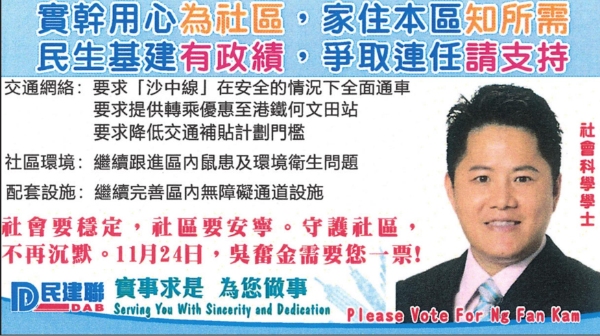 實幹用心為社區，家住本區知所需
民生基建有政績，爭取連任請支持
交通網絡：要求「沙中線」在安全的情況下全面通車
要求提供轉乘優惠至港鐵何文田站
要求降低交通補貼計劃門檻
社區環境：繼續跟進區內鼠患及環境衛生問題
配套設施：繼續完善區內無障礙通道設施
社會科學學士
社會要穩定，社區要安寧。守護社區，
不再沉默。11月24日，吳奮金需要您一票!
民建聯
DAB
實事求是 為您做事
Serving You With Sincerity and Dedication
Please Vote For Ng Fan Kam